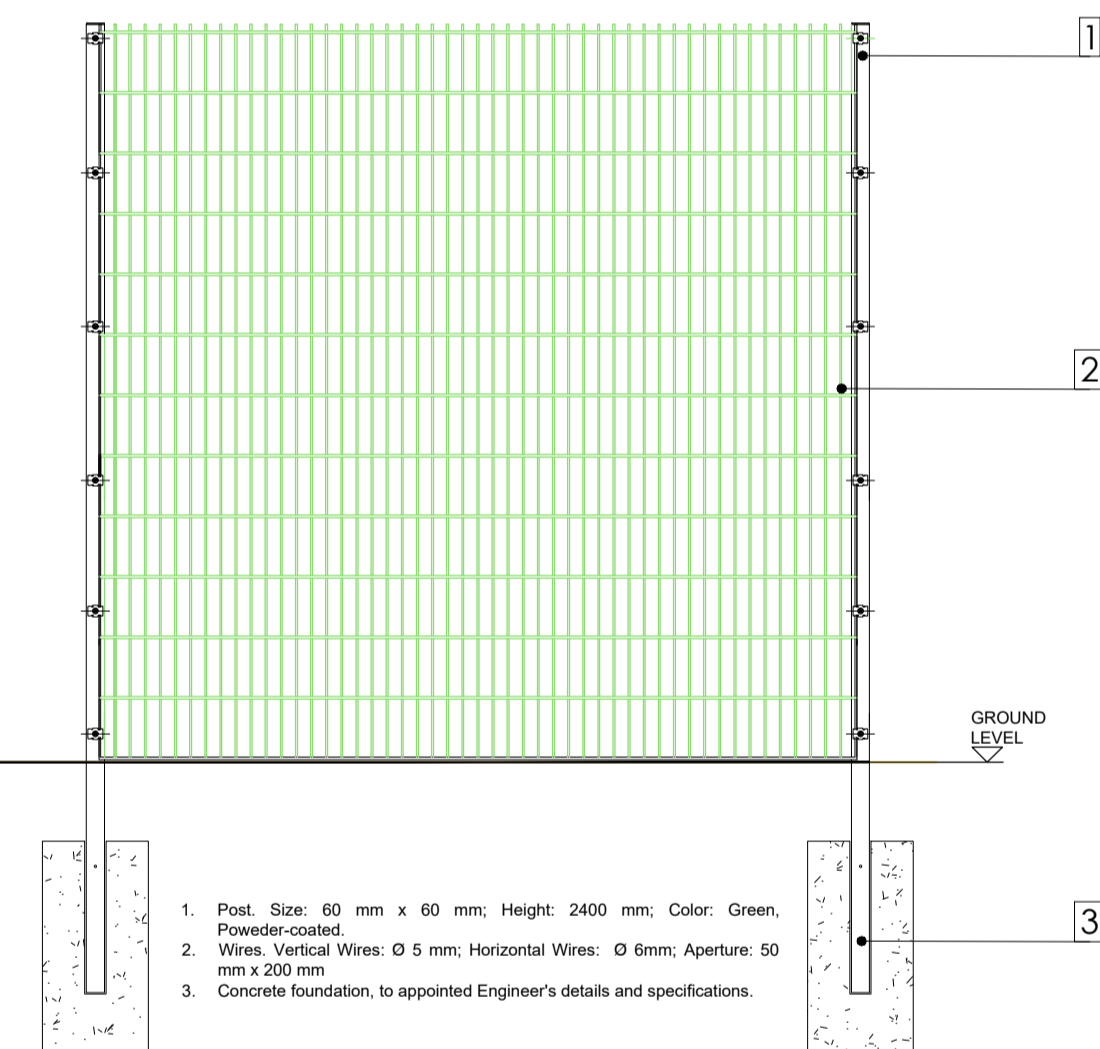 1
2
GROUND
LEVEL
3
1. Post. Size: 60 mm x 60 mm; Height: 2400 mm; Color: Green,
Poweder-coated.
2. Wires. Vertical Wires: Ø 5 mm; Horizontal Wires: Ø 6mm; Aperture: 50
mm x 200 mm
3. Concrete foundation, to appointed Engineer's details and specifications.